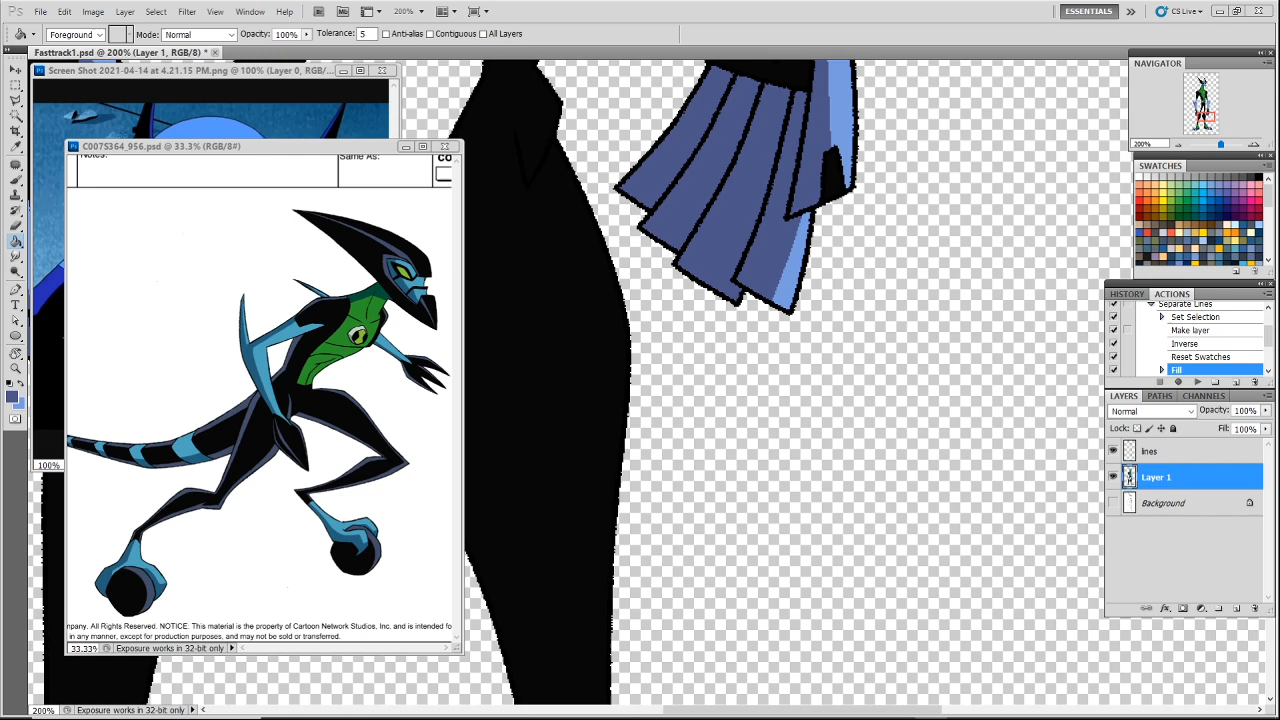 Ps File Edit Image Layer Select Filter View Window Help Br Mb 200% ESSENTIALS CS Live
Foreground Mode: Normal Opacity: 100% Tolerance: 5 Anti-alias Contiguous All Layers
Fasttrack1.psd @ 200% (Layer 1, RGB/8) *
Screen Shot 2021-04-14 at 4.21.15 PM.png @ 100% (Layer 0, RGB/...
100%
C007S364_956.psd @ 33.3% (RGB/8#)
Notes:
Same As:
mpany. All Rights Reserved. NOTICE: This material is the property of Cartoon Network Studios, Inc. and is intended fo
in any manner, except for production purposes, and may not be sold or transferred.
33.33% Exposure works in 32-bit only
NAVIGATOR
200%
SWATCHES
HISTORY ACTIONS
Separate Lines
Set Selection
Make layer
Inverse
Reset Swatches
Fill
LAYERS PATHS CHANNELS
Normal Opacity: 100%
Lock: Fill: 100%
lines
Layer 1
Background
fx
200% Exposure works in 32-bit only